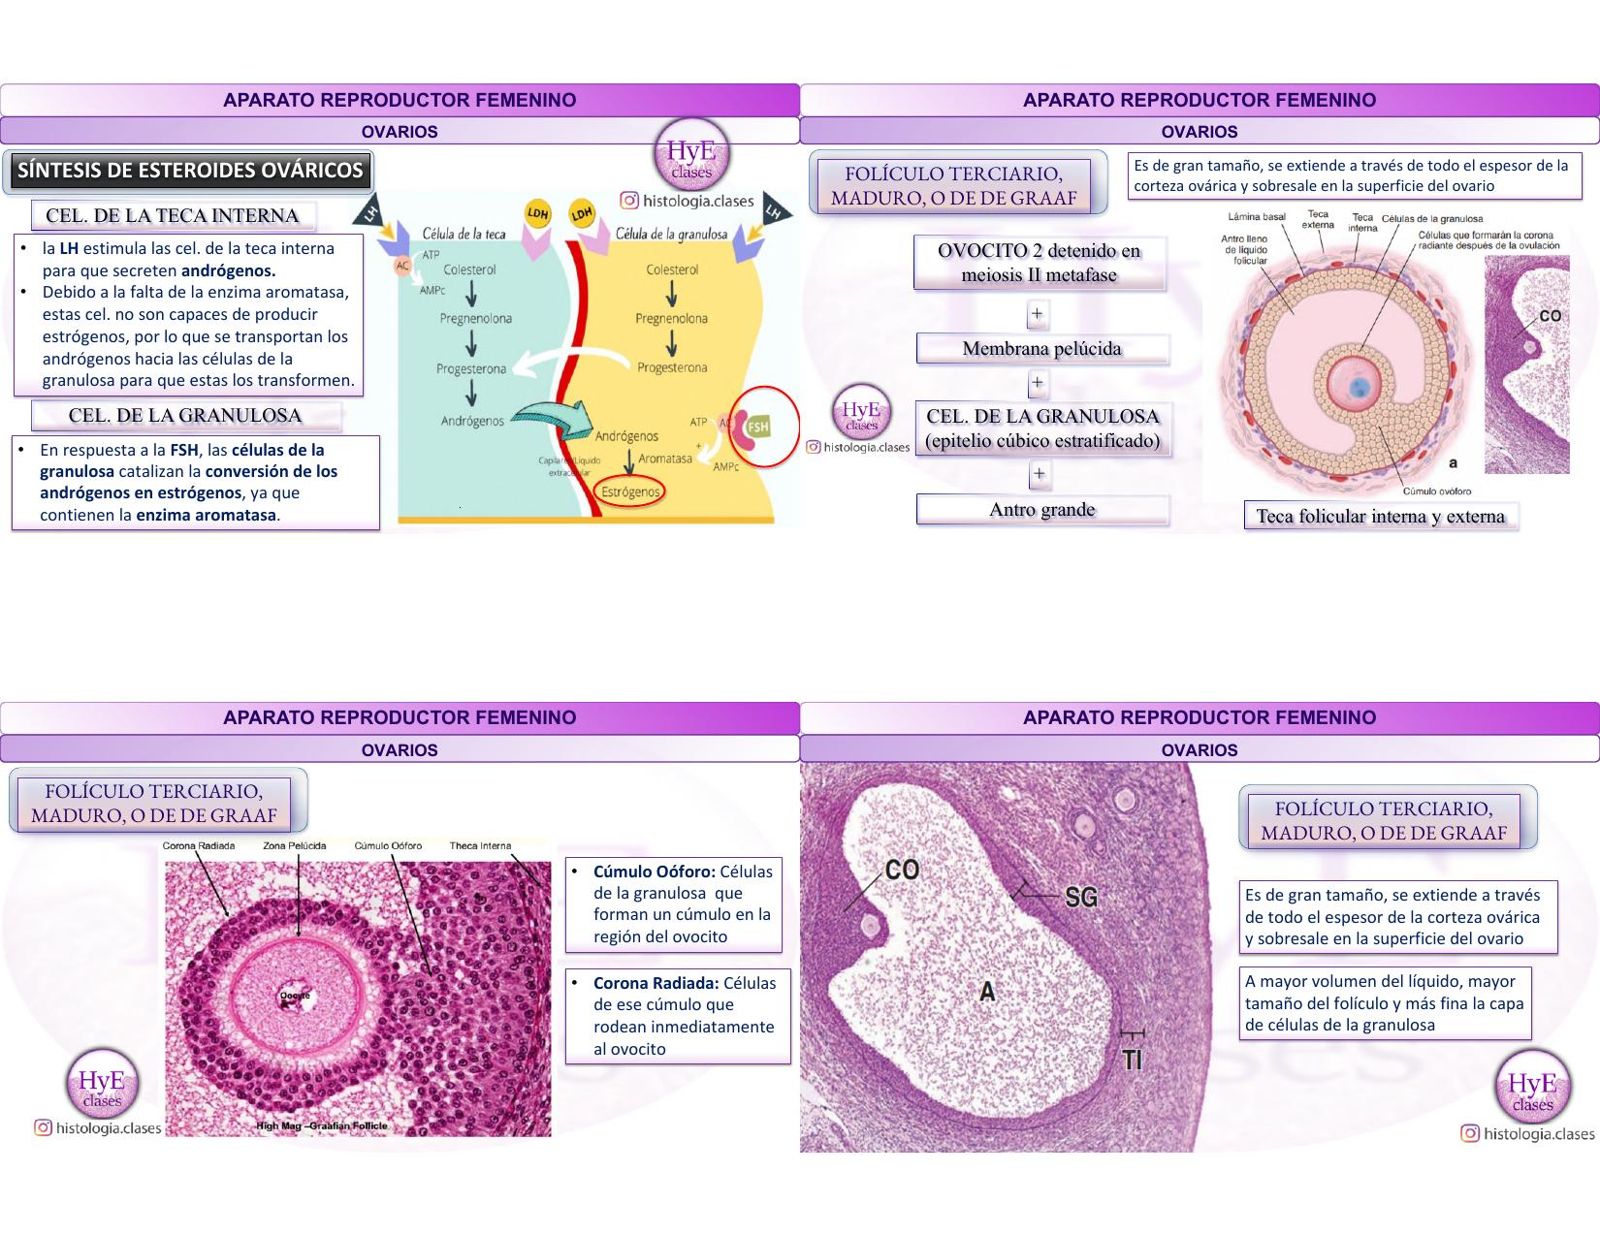 APARATO REPRODUCTOR FEMENINO
OVARIOS
HyE
clases
histologia.clases
SÍNTESIS DE ESTEROIDES OVÁRICOS
CEL. DE LA TECA INTERNA
• la LH estimula las cel. de la teca interna
para que secreten andrógenos.
• Debido a la falta de la enzima aromatasa,
estas cel. no son capaces de producir
estrógenos, por lo que se transportan los
andrógenos hacia las células de la
granulosa para que estas los transformen.
CEL. DE LA GRANULOSA
• En respuesta a la FSH, las células de la
granulosa catalizan la conversión de los
andrógenos en estrógenos, ya que
contienen la enzima aromatasa.
LH
LDH
LDH
LH
Célula de la teca
Célula de la granulosa
AC
ATP
AMPc
Colesterol
Pregnenolona
Progesterona
Andrógenos
Colesterol
Pregnenolona
Progesterona
Andrógenos
Aromatasa
Estrógenos
ATP
AC
FSH
+
AMPc
Capilares/Líquido
extracelular
APARATO REPRODUCTOR FEMENINO
OVARIOS
FOLÍCULO TERCIARIO,
MADURO, O DE DE GRAAF
Es de gran tamaño, se extiende a través de todo el espesor de la
corteza ovárica y sobresale en la superficie del ovario
OVOCITO 2 detenido en
meiosis II metafase
+
Membrana pelúcida
+
CEL. DE LA GRANULOSA
(epitelio cúbico estratificado)
+
Antro grande
HyE
clases
histologia.clases
Lámina basal
Teca
externa
Teca
interna
Células de la granulosa
Antro lleno
de líquido
folicular
Células que formarán la corona
radiante después de la ovulación
CO
a
Cúmulo ovóforo
Teca folicular interna y externa
APARATO REPRODUCTOR FEMENINO
OVARIOS
FOLÍCULO TERCIARIO,
MADURO, O DE DE GRAAF
Corona Radiada
Zona Pelúcida
Cúmulo Oóforo
Theca Interna
Oocyte
High Mag –Graafian Follicle
• Cúmulo Oóforo: Células
de la granulosa que
forman un cúmulo en la
región del ovocito
• Corona Radiada: Células
de ese cúmulo que
rodean inmediatamente
al ovocito
HyE
clases
histologia.clases
APARATO REPRODUCTOR FEMENINO
OVARIOS
CO
SG
A
TI
FOLÍCULO TERCIARIO,
MADURO, O DE DE GRAAF
Es de gran tamaño, se extiende a través
de todo el espesor de la corteza ovárica
y sobresale en la superficie del ovario
A mayor volumen del líquido, mayor
tamaño del folículo y más fina la capa
de células de la granulosa
HyE
clases
histologia.clases